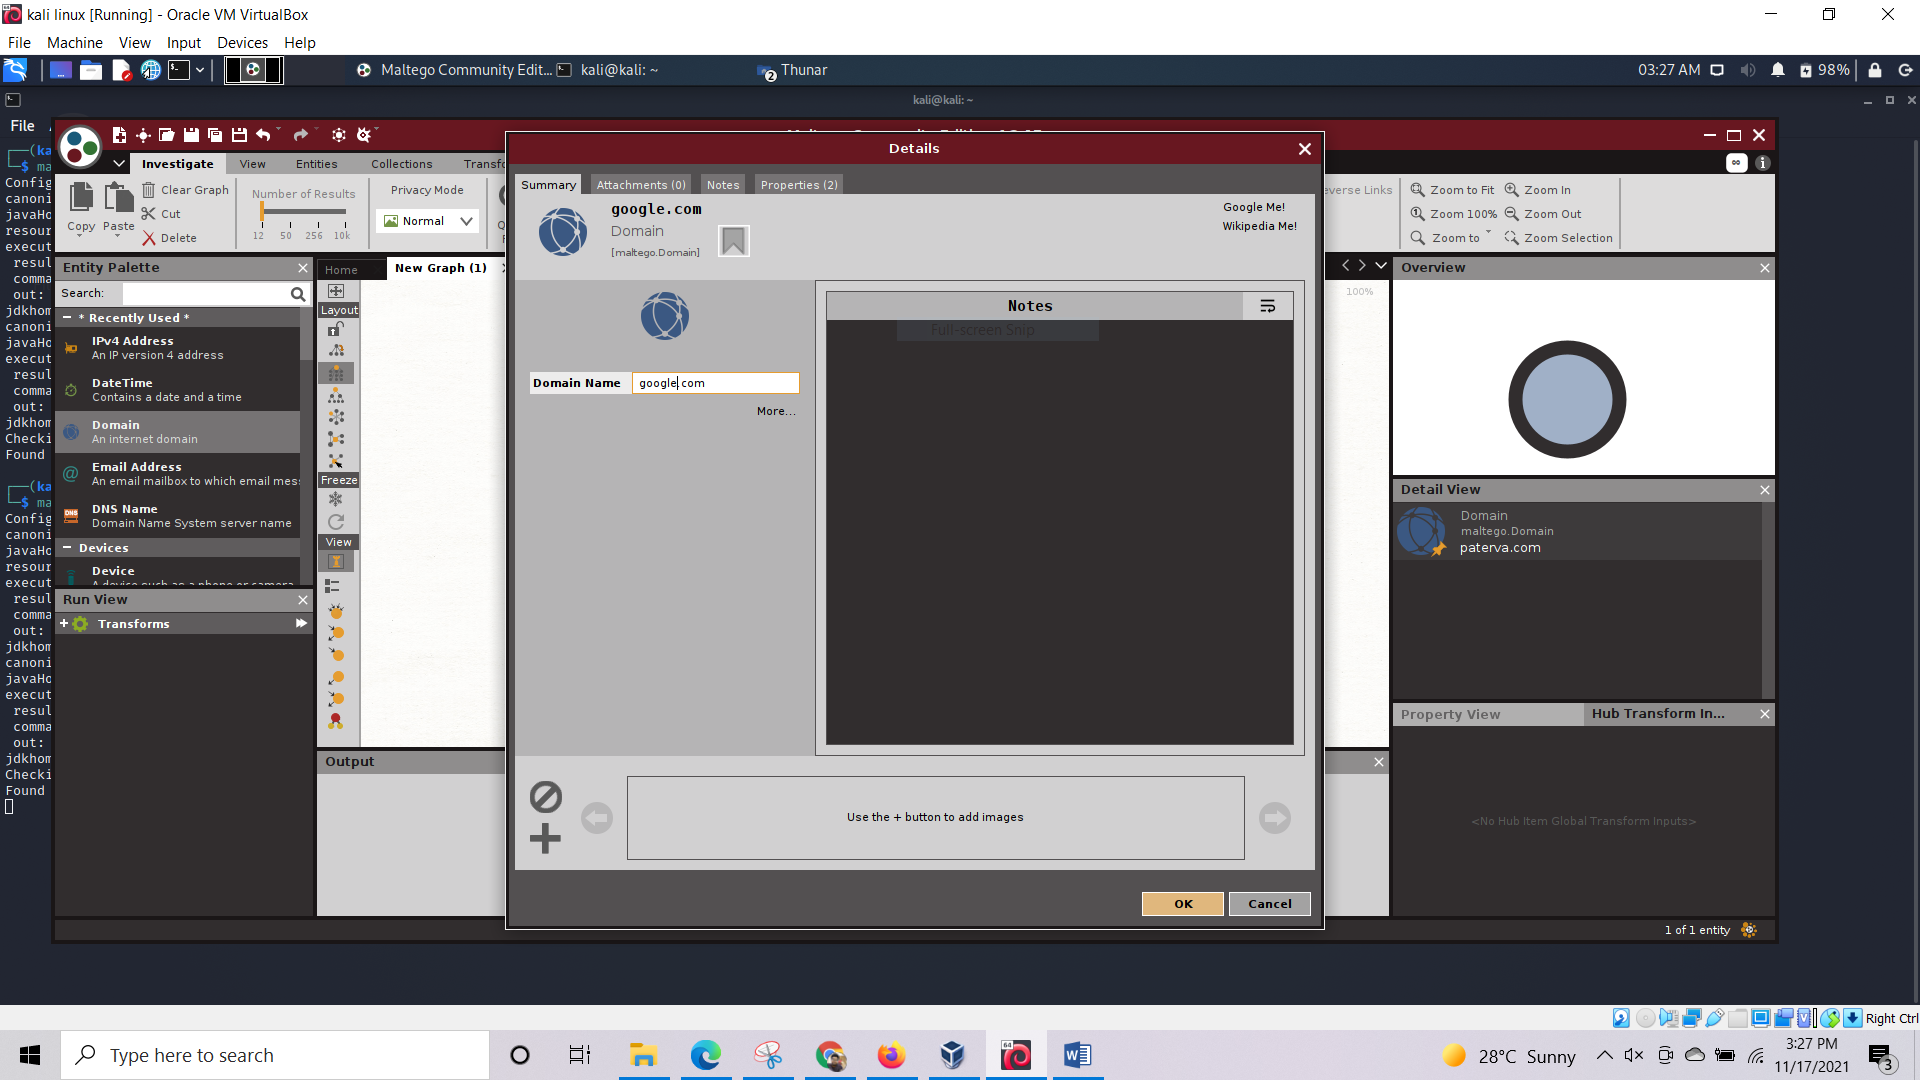 kali linux [Running] - Oracle VM VirtualBox
File Machine View Input Devices Help
Maltego Community Edit... kali@kali: ~ 2 Thunar 03:27 AM 98%
kali@kali: ~
File
Details
Investigate View Entities Collections
Copy Paste Clear Graph Cut Delete
Number of Results
12 50 256 10k
Privacy Mode
Normal
Zoom to Fit Zoom In
Zoom 100% Zoom Out
Zoom to Zoom Selection
Summary Attachments (0) Notes Properties (2)
google.com
Domain
[maltego.Domain]
Google Me!
Wikipedia Me!
Notes
Full-screen Snip
Domain Name google.com
More...
Use the + button to add images
OK Cancel
Entity Palette
Search:
* Recently Used *
IPv4 Address
An IP version 4 address
DateTime
Contains a date and a time
Domain
An internet domain
Email Address
An email mailbox to which email mes
DNS Name
Domain Name System server name
Devices
Device
Run View
Transforms
Home New Graph (1)
Layout
Freeze
View
Output
100%
Overview
Detail View
Domain
maltego.Domain
paterva.com
Property View Hub Transform In...
<No Hub Item Global Transform Inputs>
1 of 1 entity
Right Ctrl
Type here to search
28°C Sunny
3:27 PM
11/17/2021
3